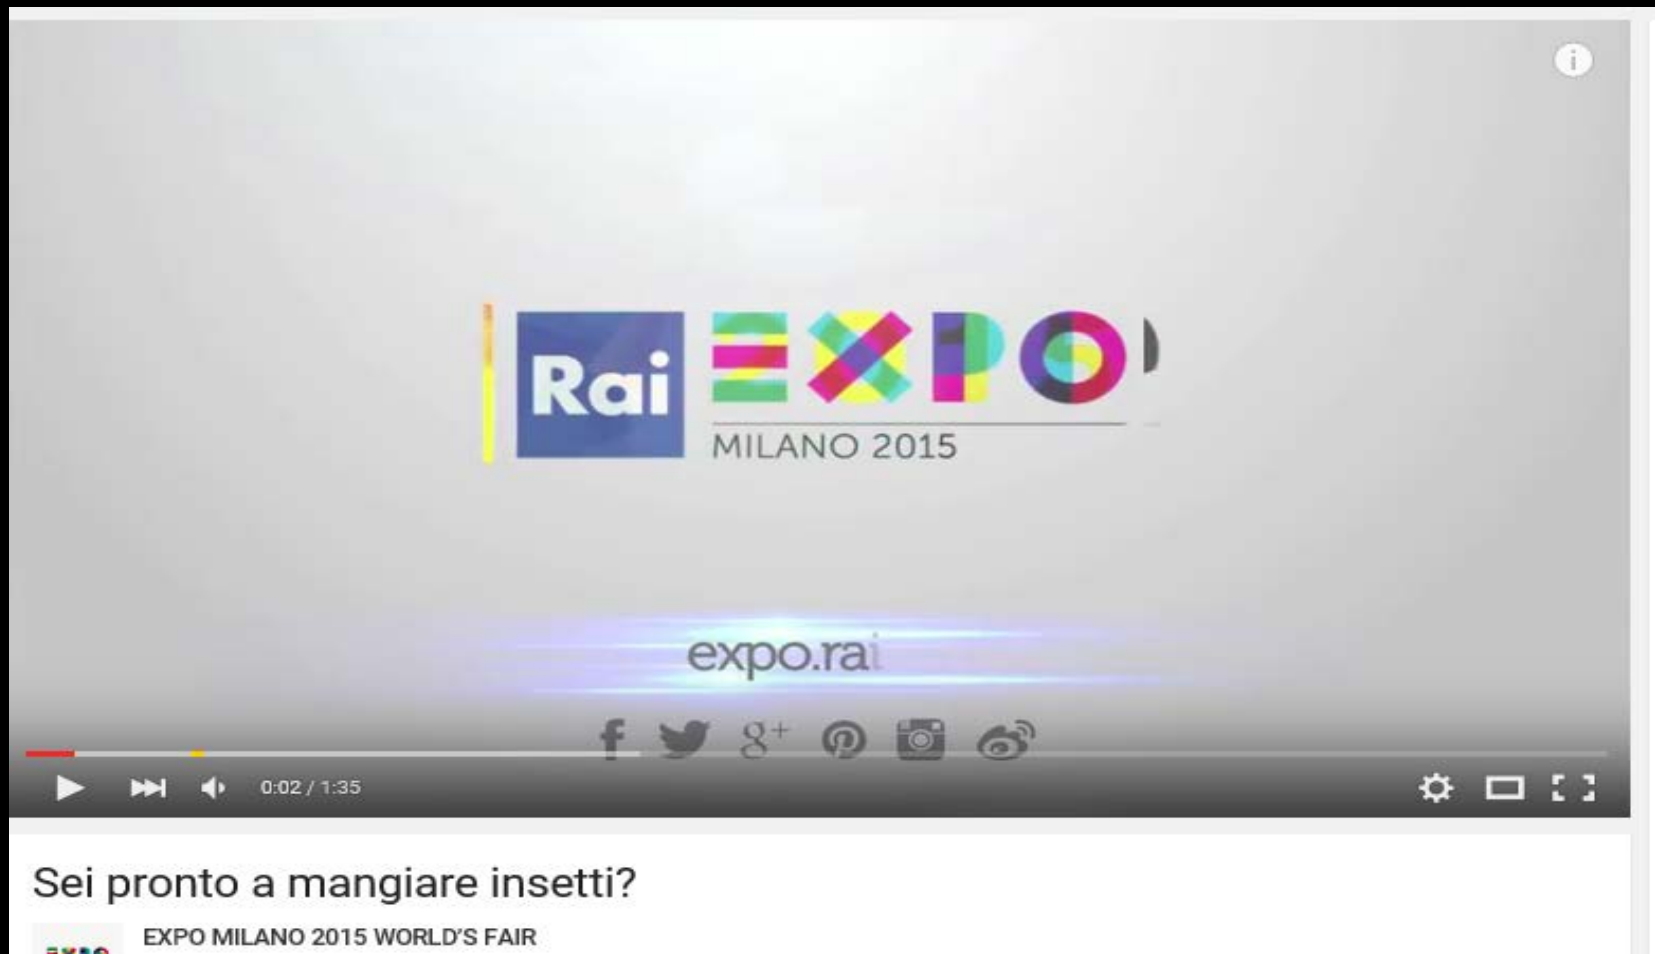 Rai EXPO
MILANO 2015
expo.rai
f g+
0:02 / 1:35
Sei pronto a mangiare insetti?
EXPO MILANO 2015 WORLD'S FAIR
EXPO